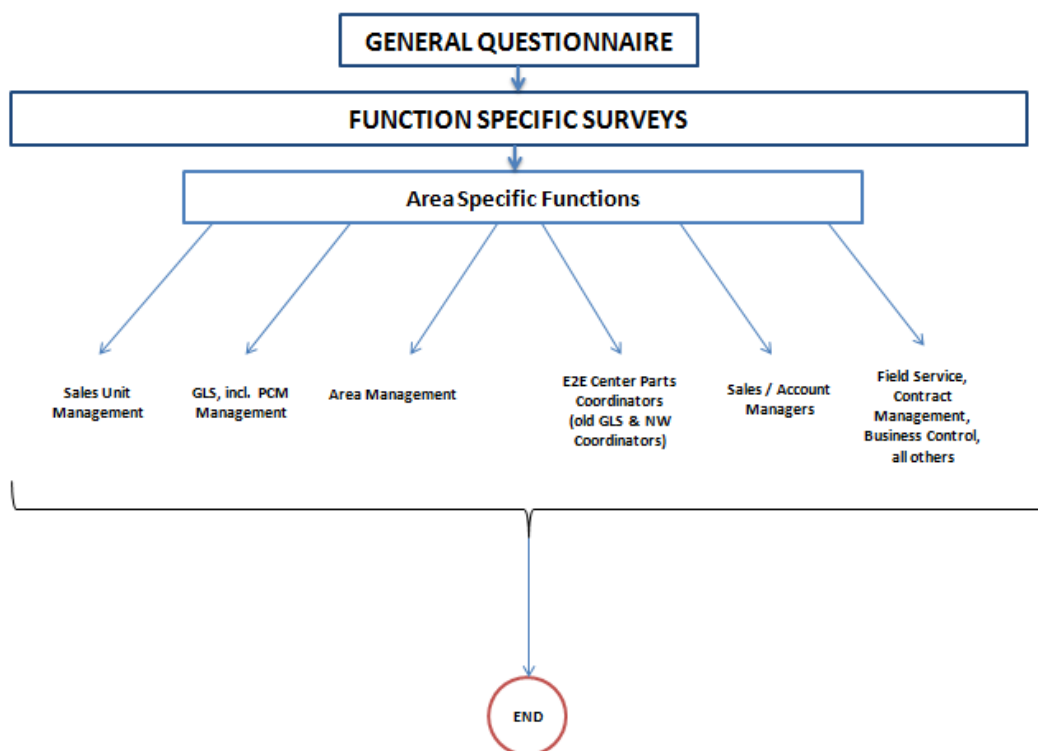 GENERAL QUESTIONNAIRE
FUNCTION SPECIFIC SURVEYS
Area Specific Functions
Sales Unit
Management
GLS, incl. PCM
Management
Area Management
E2E Center Parts
Coordinators
(old GLS & NW
Coordinators)
Sales / Account
Managers
Field Service,
Contract
Management,
Business Control,
all others
END